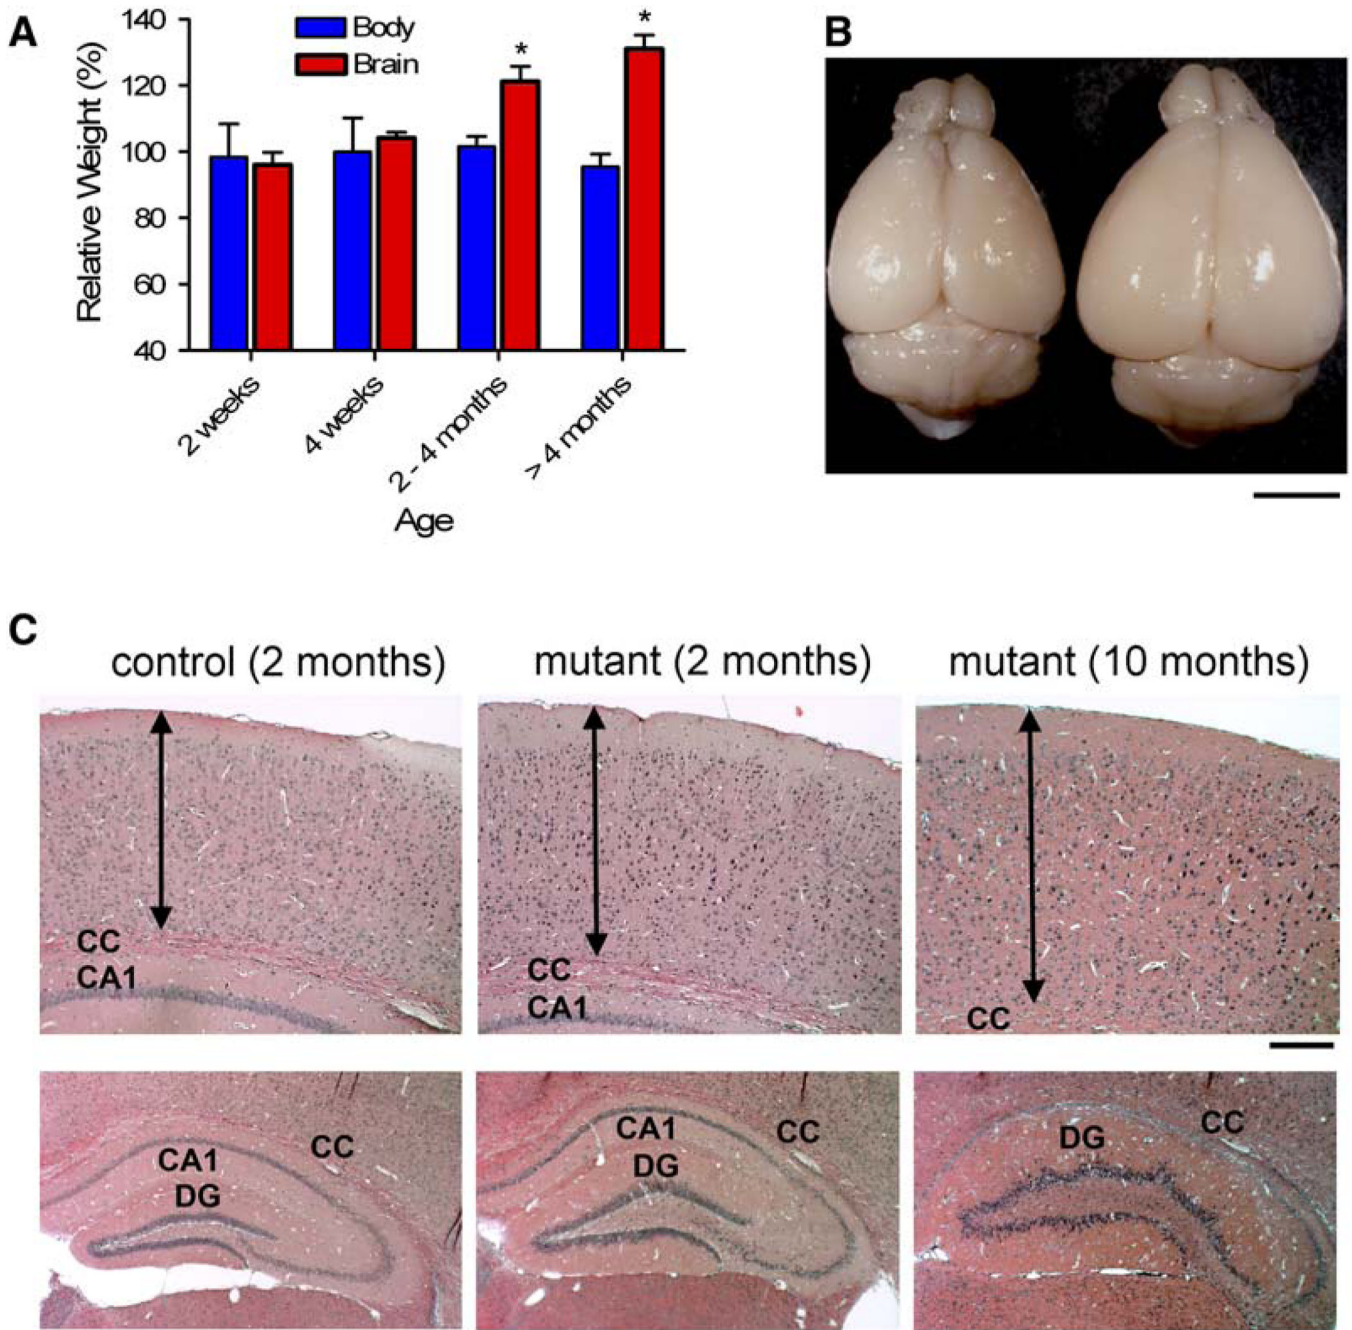 A
Relative Weight (%)
140
120
100
80
60
40
Body
Brain
*
*
2 weeks
4 weeks
2 - 4 months
> 4 months
Age
B
C
control (2 months)
mutant (2 months)
mutant (10 months)
CC
CA1
CC
CA1
CC
CA1
DG
CC
CA1
DG
CC
DG
CC